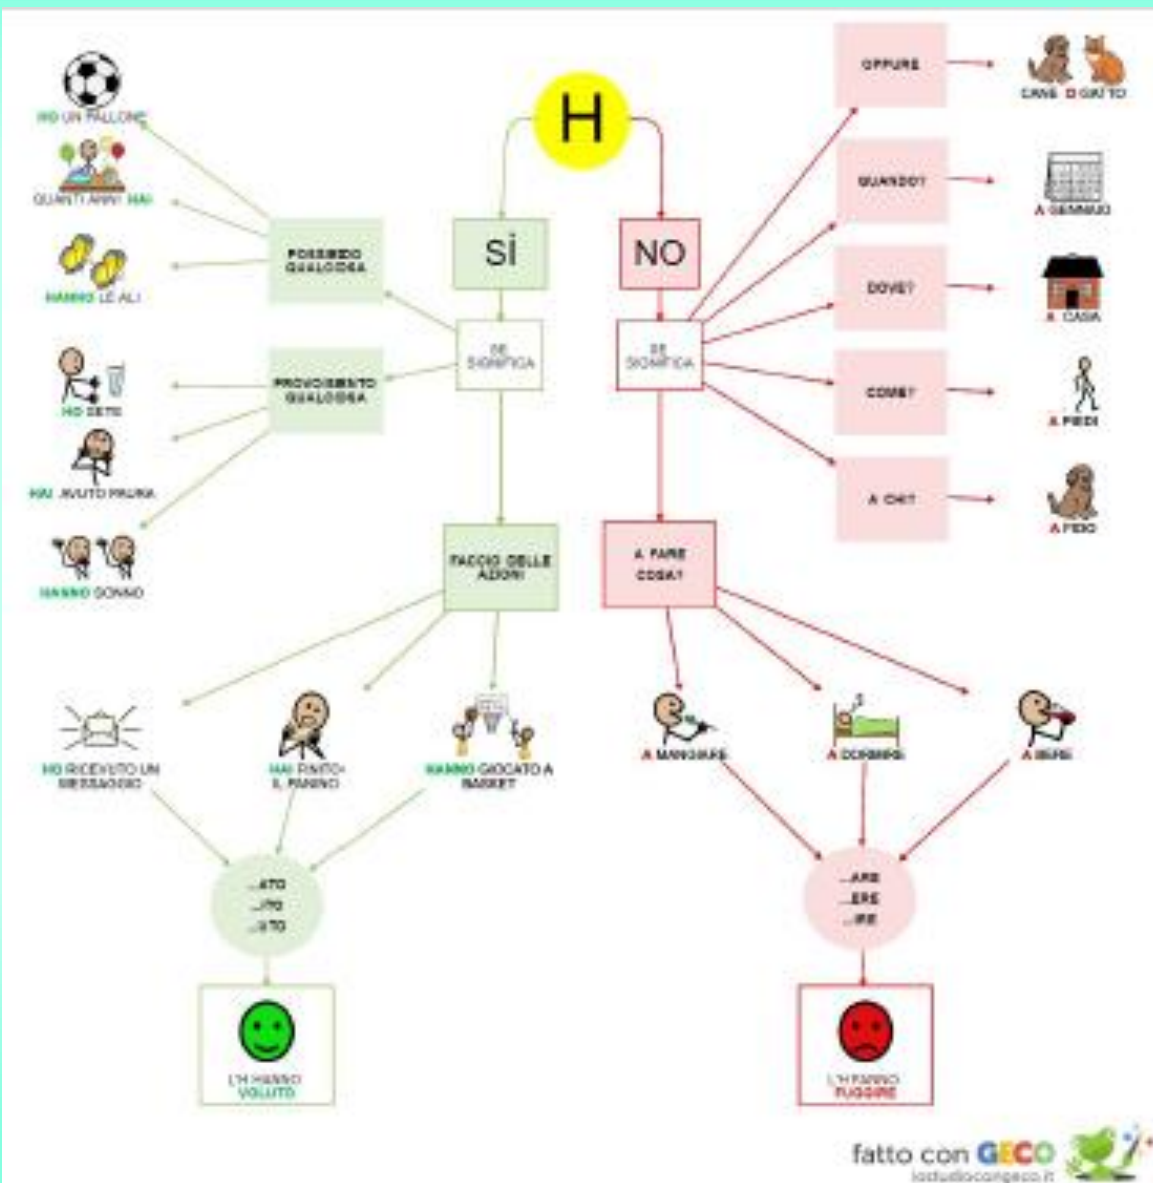 H
SÌ
NO
SE
SIGNIFICA
SE
SIGNIFICA
POSSIEDO
QUALCOSA
HO UN PALLONE
QUANTI ANNI HAI
HANNO LE ALI
PROVO/SENTO
QUALCOSA
HO SETE
HAI AVUTO PAURA
HANNO SONNO
FACCIO DELLE
AZIONI
HO RICEVUTO UN
MESSAGGIO
HAI FINITO
IL PANINO
HANNO GIOCATO A
BASKET
...ATO
...ITO
...UTO
L'H HANNO
VOLUTO
OPPURE
CANE O GATTO
QUANDO?
A GENNAIO
DOVE?
A CASA
COME?
A PIEDI
A CHI?
A FIDO
A FARE
COSA?
A MANGIARE
A DORMIRE
A BERE
...ARE
...ERE
...IRE
L'H FANNO
FUGGIRE
fatto con GECO
iostudiocongeco.it